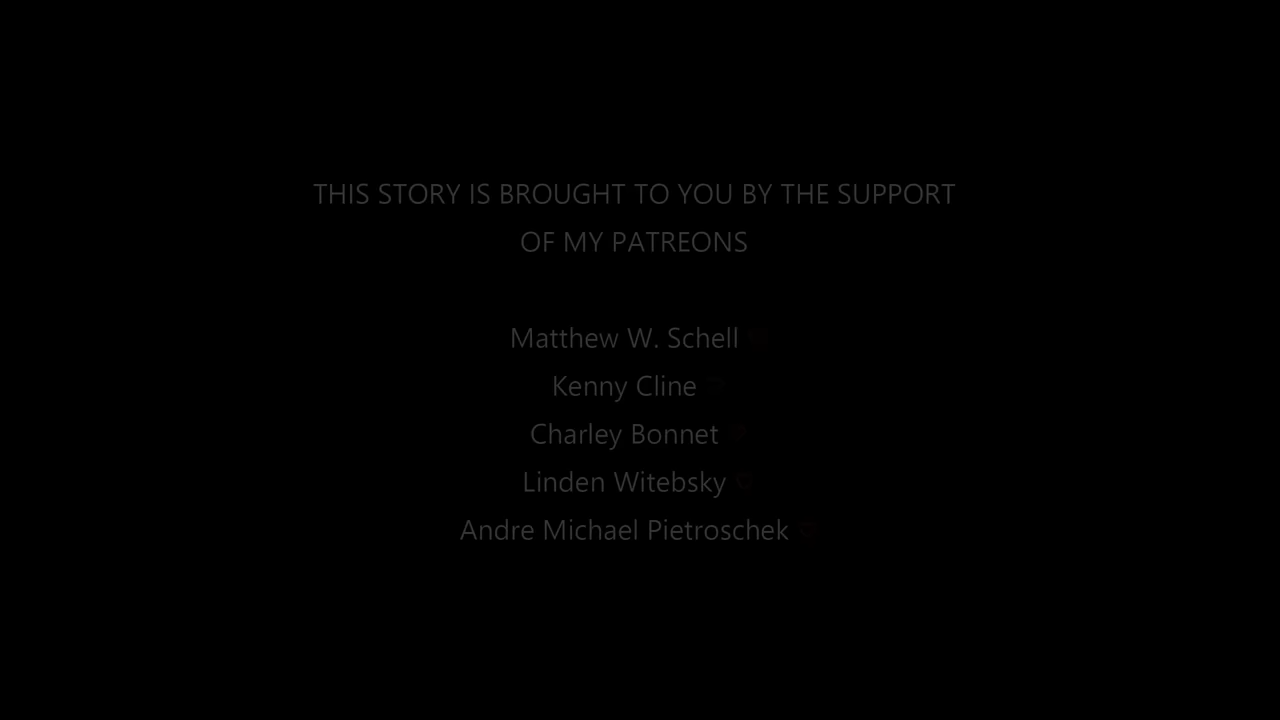 THIS STORY IS BROUGHT TO YOU BY THE SUPPORT
OF MY PATREONS
Matthew W. Schell
Kenny Cline
Charley Bonnet
Linden Witebsky
Andre Michael Pietroschek